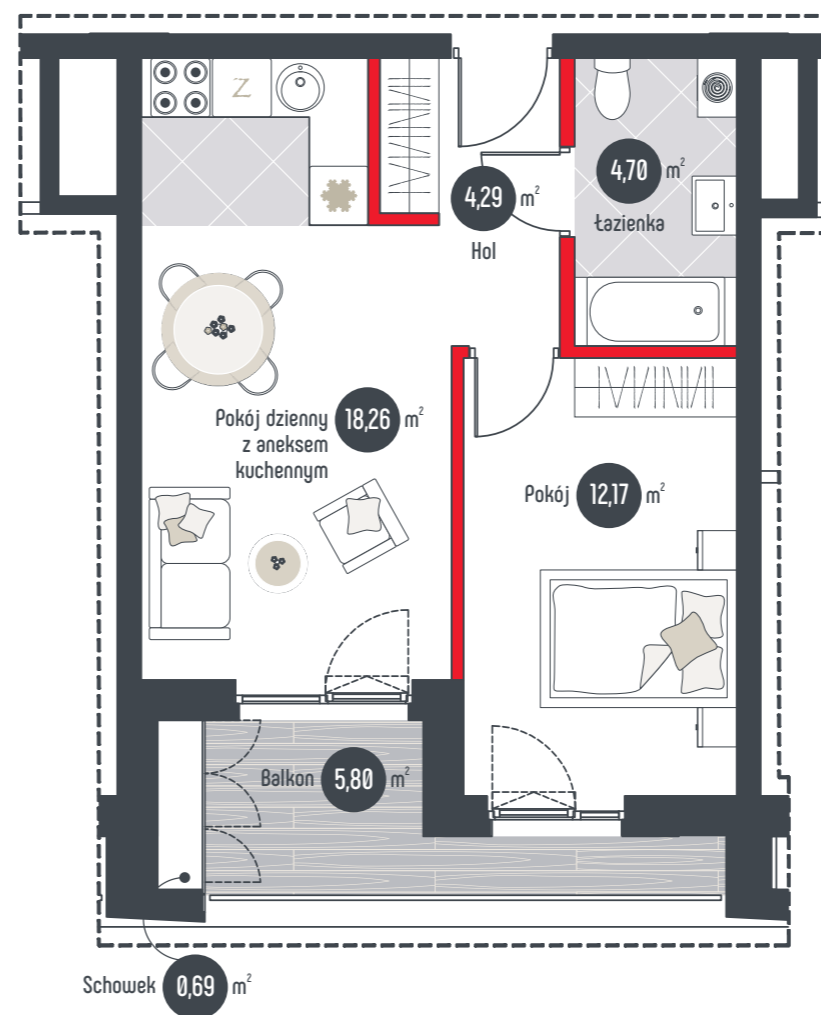 Z
4,70 m²
Łazienka
4,29 m²
Hol
Pokój dzienny 18,26 m²
z aneksem
kuchennym
Pokój 12,17 m²
Balkon 5,80 m²
Schowek 0,69 m²